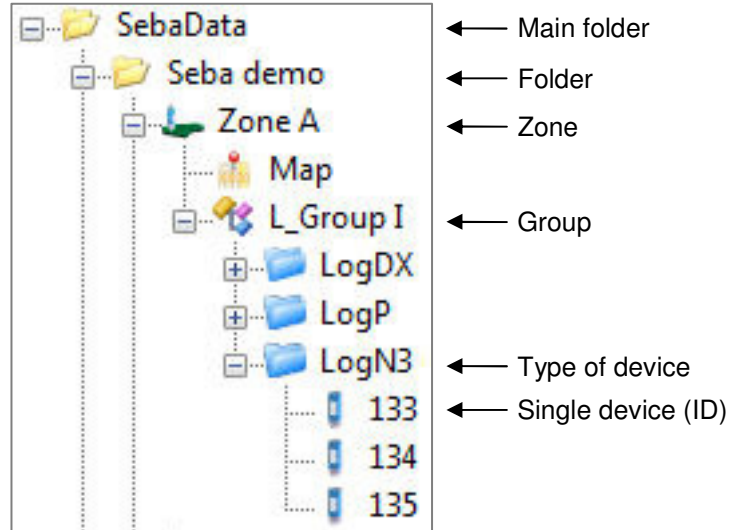 SebaData Main folder
Seba demo Folder
Zone A Zone
Map
L_Group I Group
LogDX
LogP
LogN3 Type of device
133 Single device (ID)
134
135